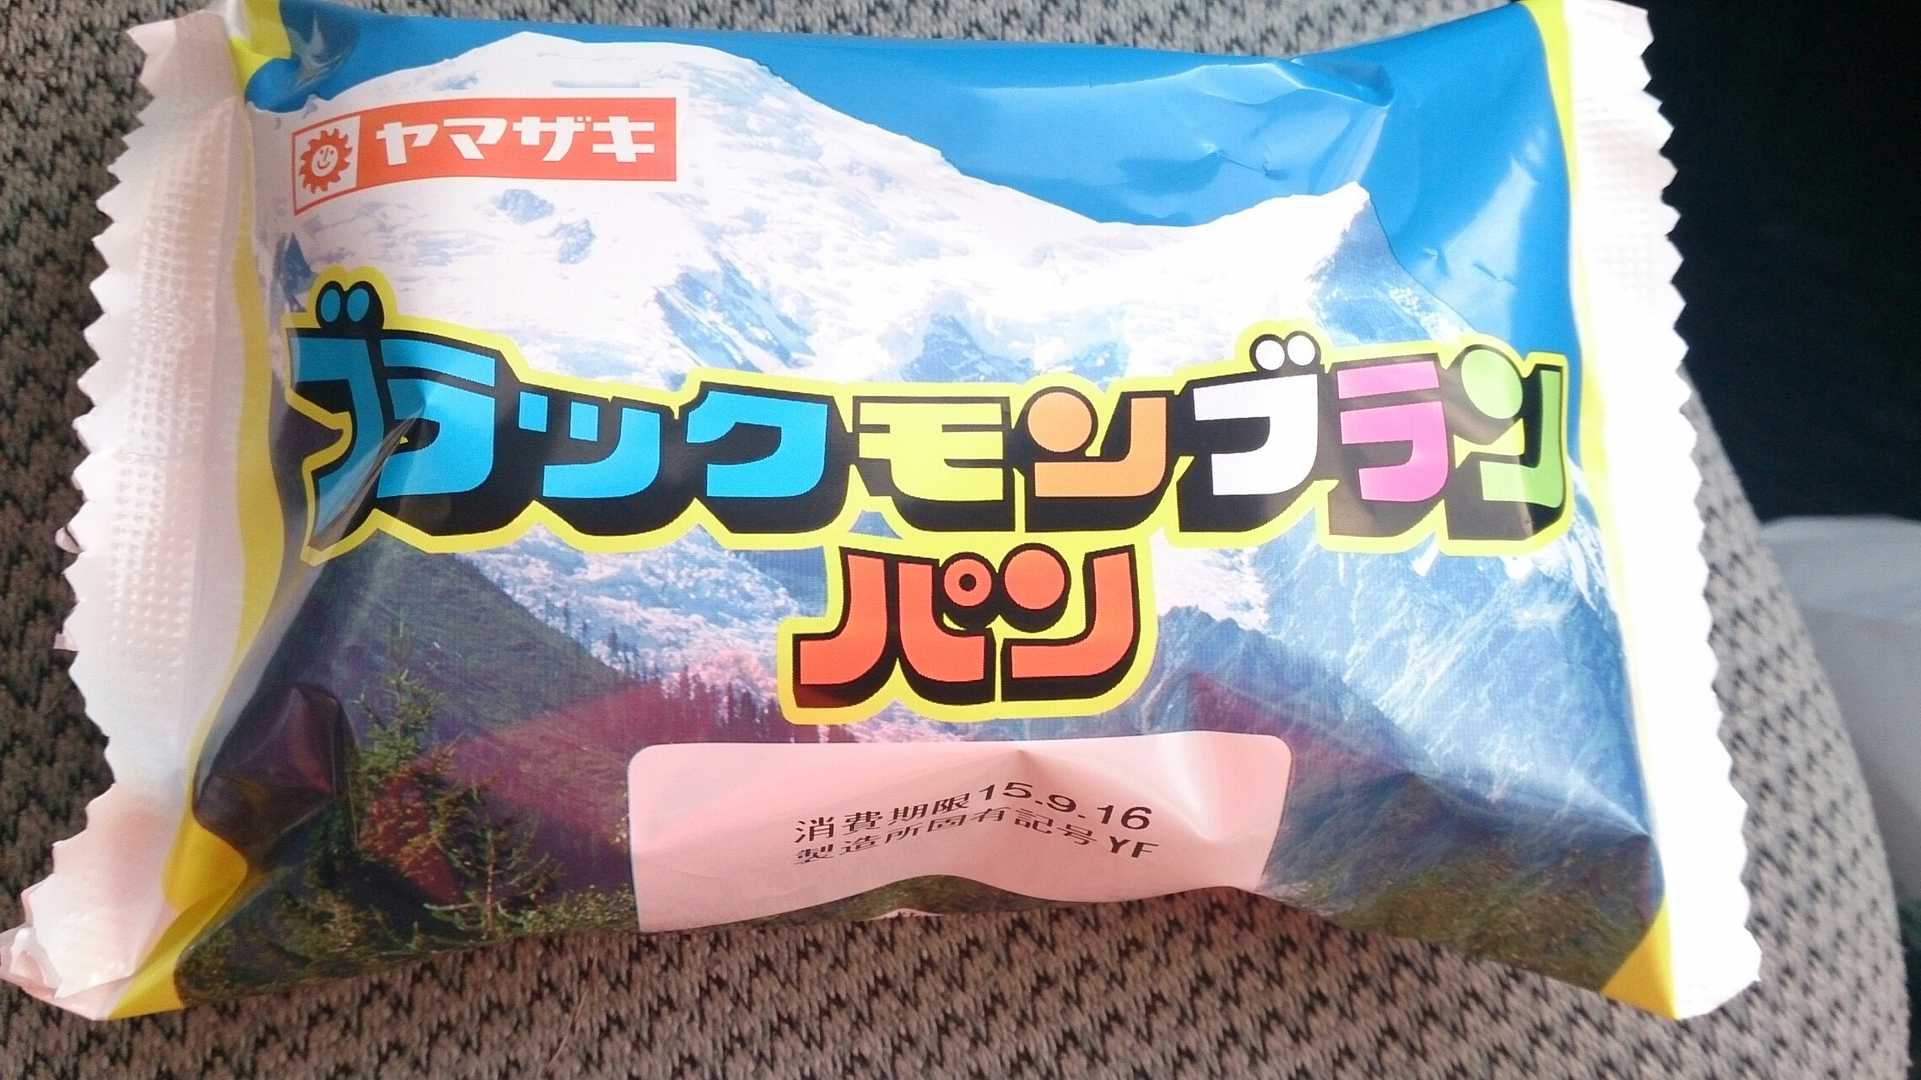 ヤマザキ
ブラックモンブラン
パン
消費期限15.9.16
製造所固有記号YF